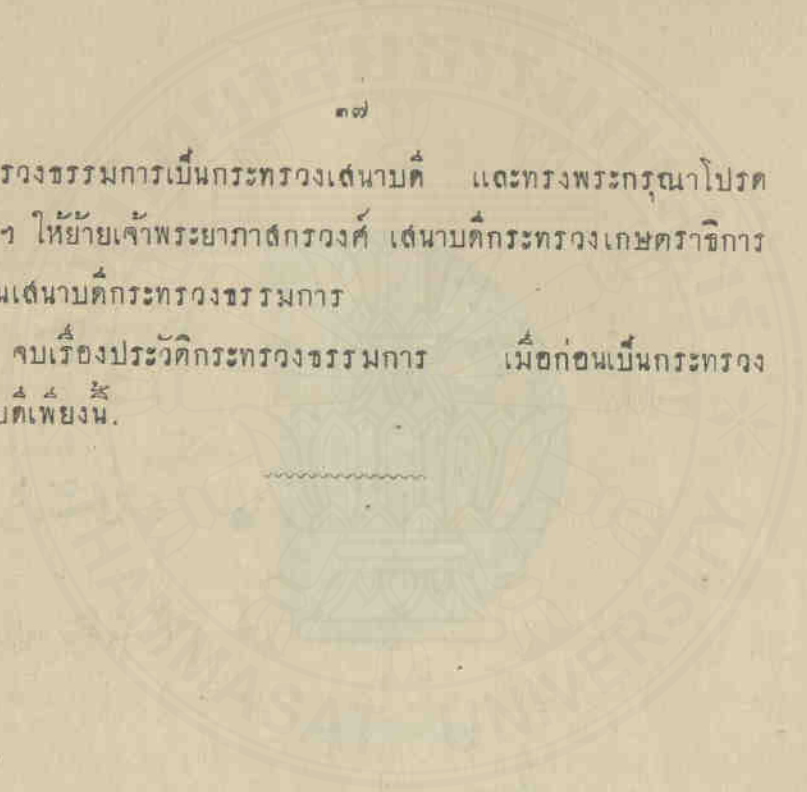 ๓๗
รวงธรรมการเป็นกระทรวงเสนาบดี และทรงพระกรุณาโปรด
ฯ ให้ย้ายเจ้าพระยาภาสกรวงศ์ เสนาบดีกระทรวงเกษตราธิการ
นเสนาบดีกระทรวงธรรมการ
จบเรื่องประวัติกระทรวงธรรมการ เมื่อก่อนเป็นกระทรวง
บดีเพียงนี้.
THAMMASAT UNIVERSITY